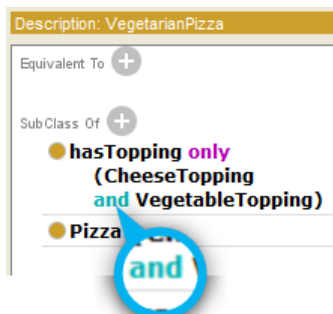 Description: VegetarianPizza
Equivalent To
SubClass Of
hasTopping only
(CheeseTopping
and VegetableTopping)
Pizza
and